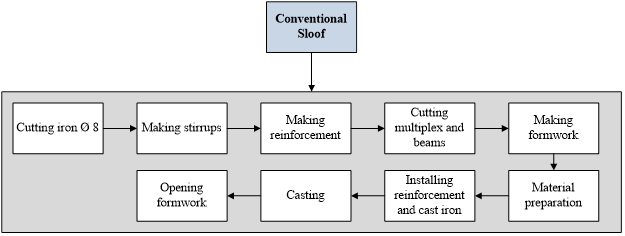 Conventional
Sloof
Cutting iron Ø 8
Making stirrups
Making
reinforcement
Cutting
multiplex and
beams
Making
formwork
Material
preparation
Installing
reinforcement
and cast iron
Casting
Opening
formwork